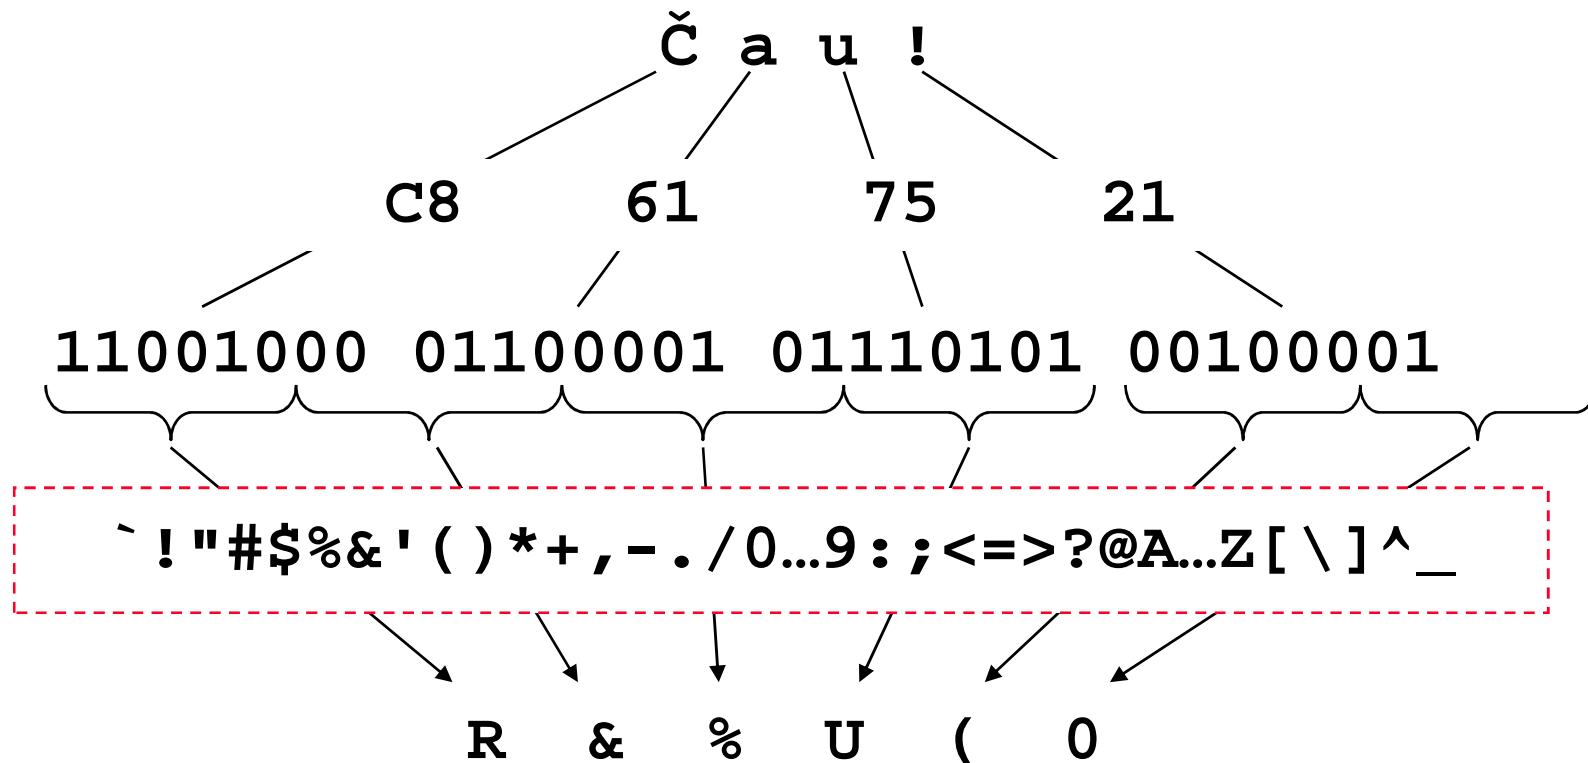 Č a u !
C8 61 75 21
11001000 01100001 01110101 00100001
`!"#$%&'()*+,-./0…9:;<=>?@A…Z[\]^_
R & % U ( 0